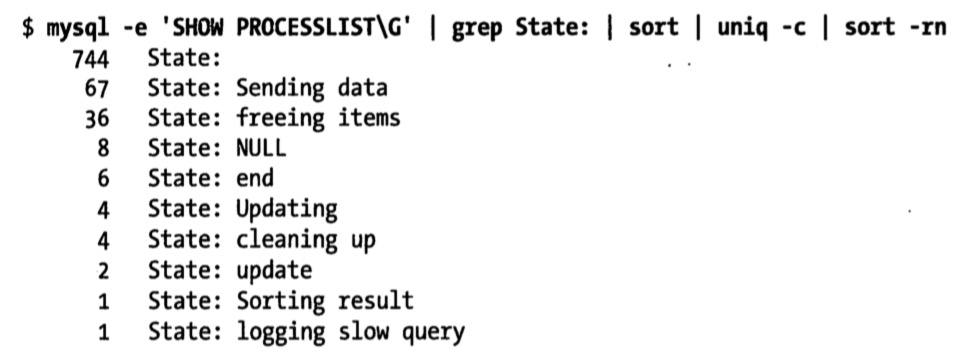 $ mysql -e 'SHOW PROCESSLIST\G' | grep State: | sort | uniq -c | sort -rn
744 State:
67 State: Sending data
36 State: freeing items
8 State: NULL
6 State: end
4 State: Updating
4 State: cleaning up
2 State: update
1 State: Sorting result
1 State: logging slow query